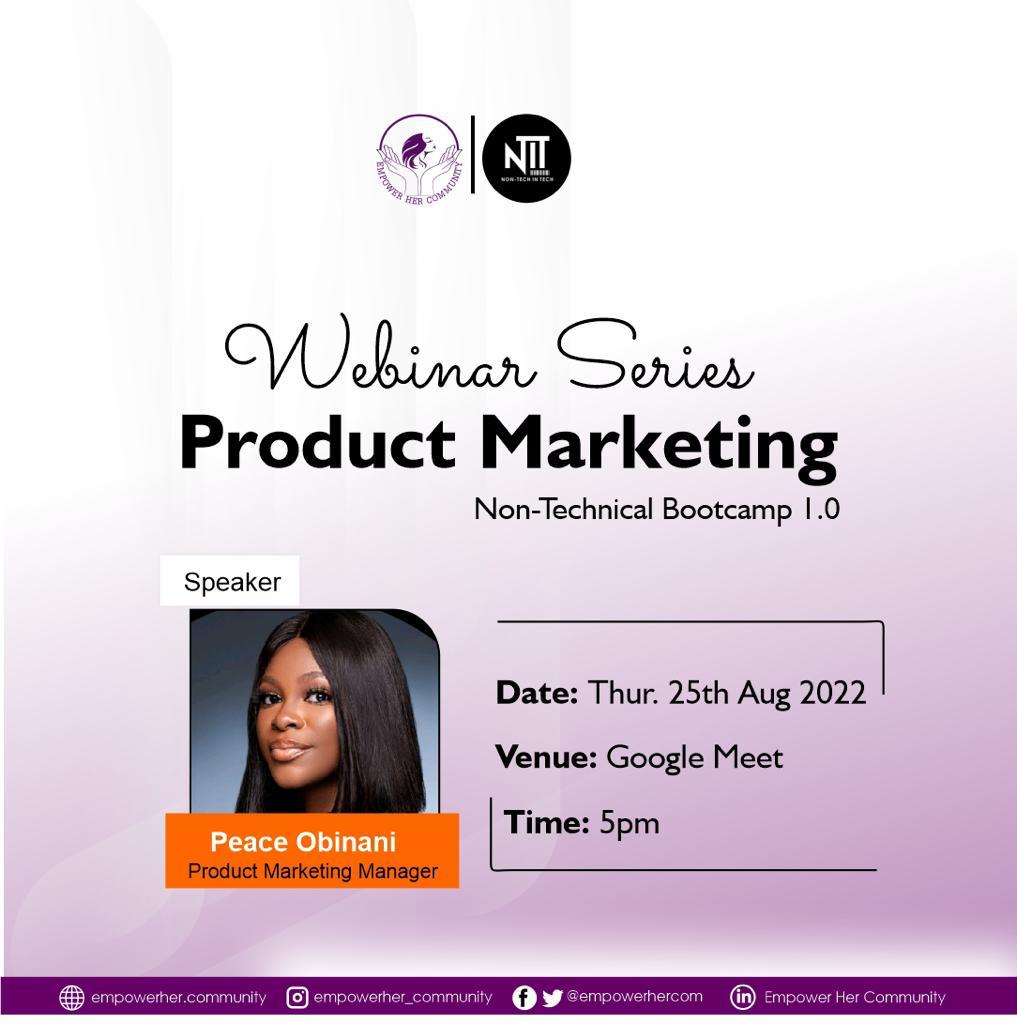 EMPOWER HER COMMUNITY
NTIT
NON-TECH IN TECH
Webinar Series
Product Marketing
Non-Technical Bootcamp 1.0
Speaker
Peace Obinani
Product Marketing Manager
Date: Thur. 25th Aug 2022
Venue: Google Meet
Time: 5pm
empowerher.community empowerher_community @empowerhercom Empower Her Community